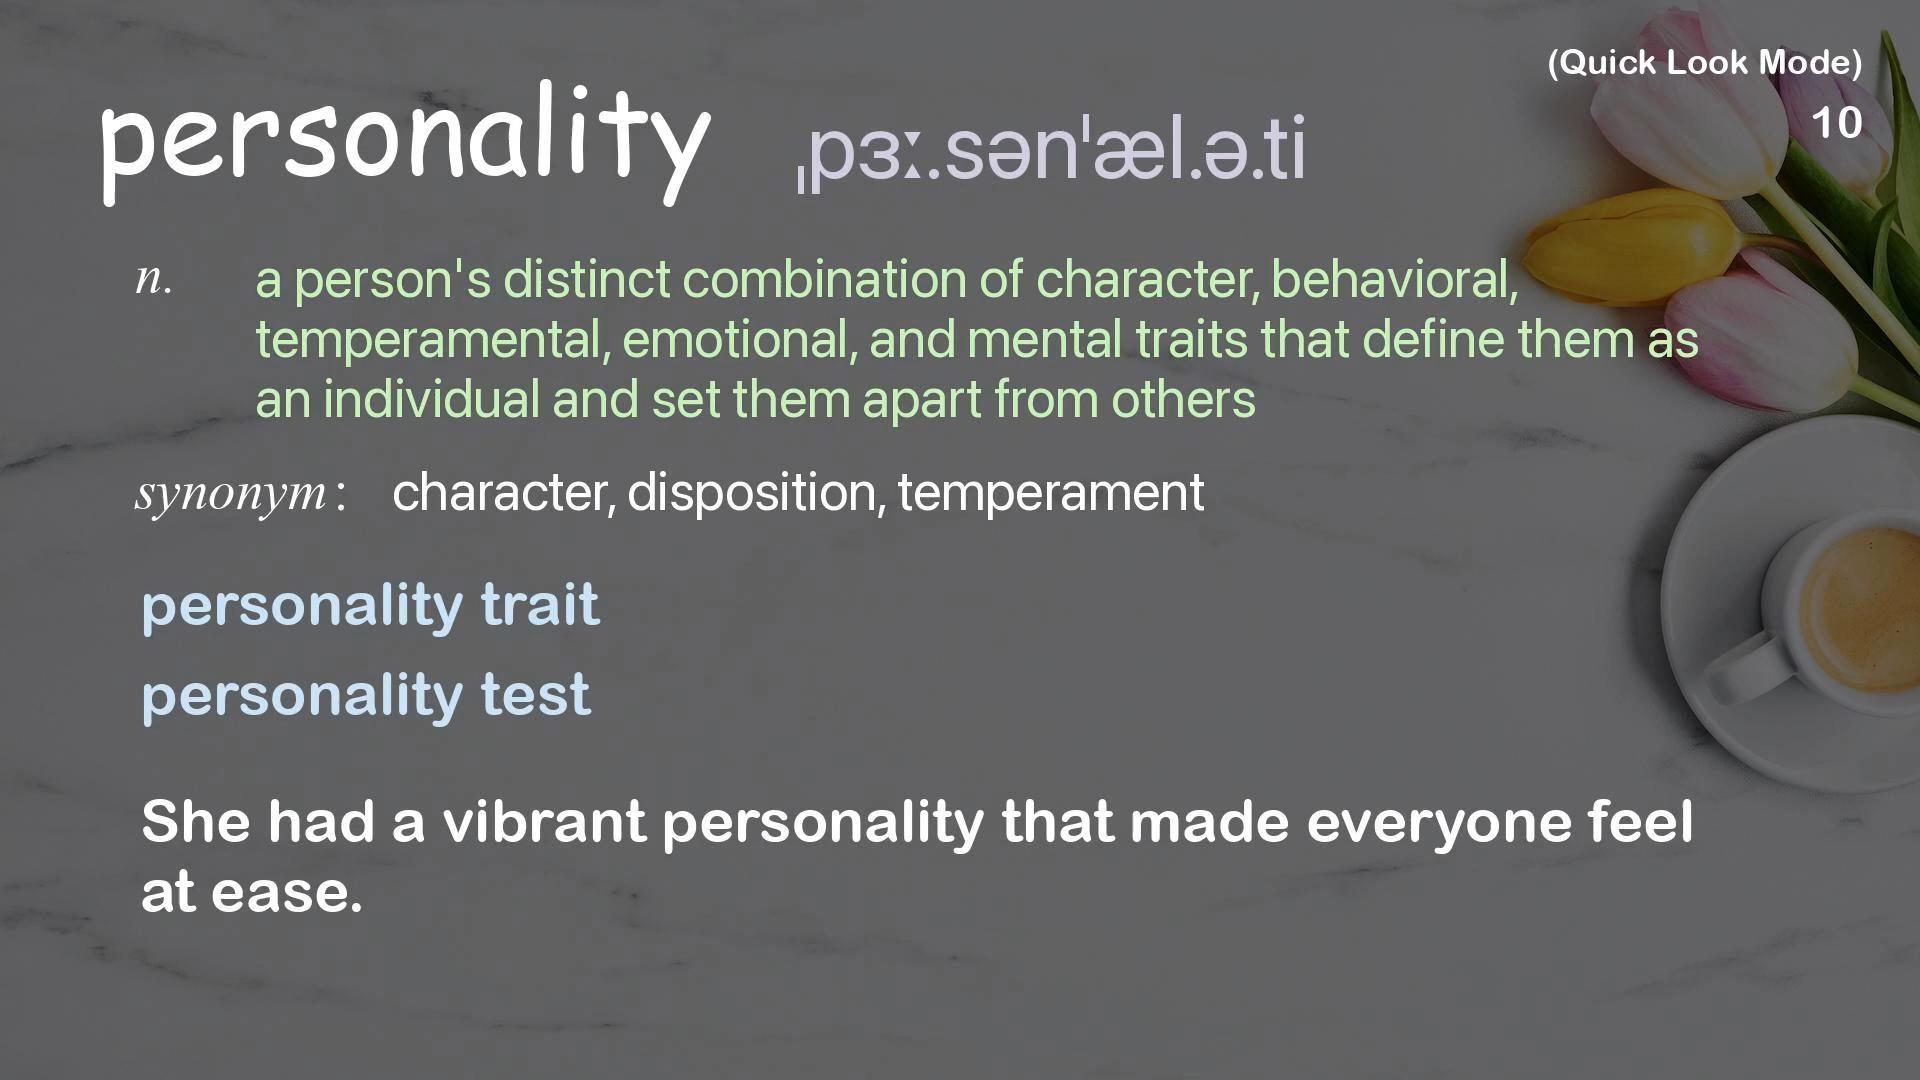 (Quick Look Mode)
10
personality ˌpɜː.sənˈæl.ə.ti
n. a person's distinct combination of character, behavioral,
temperamental, emotional, and mental traits that define them as
an individual and set them apart from others
synonym: character, disposition, temperament
personality trait
personality test
She had a vibrant personality that made everyone feel
at ease.